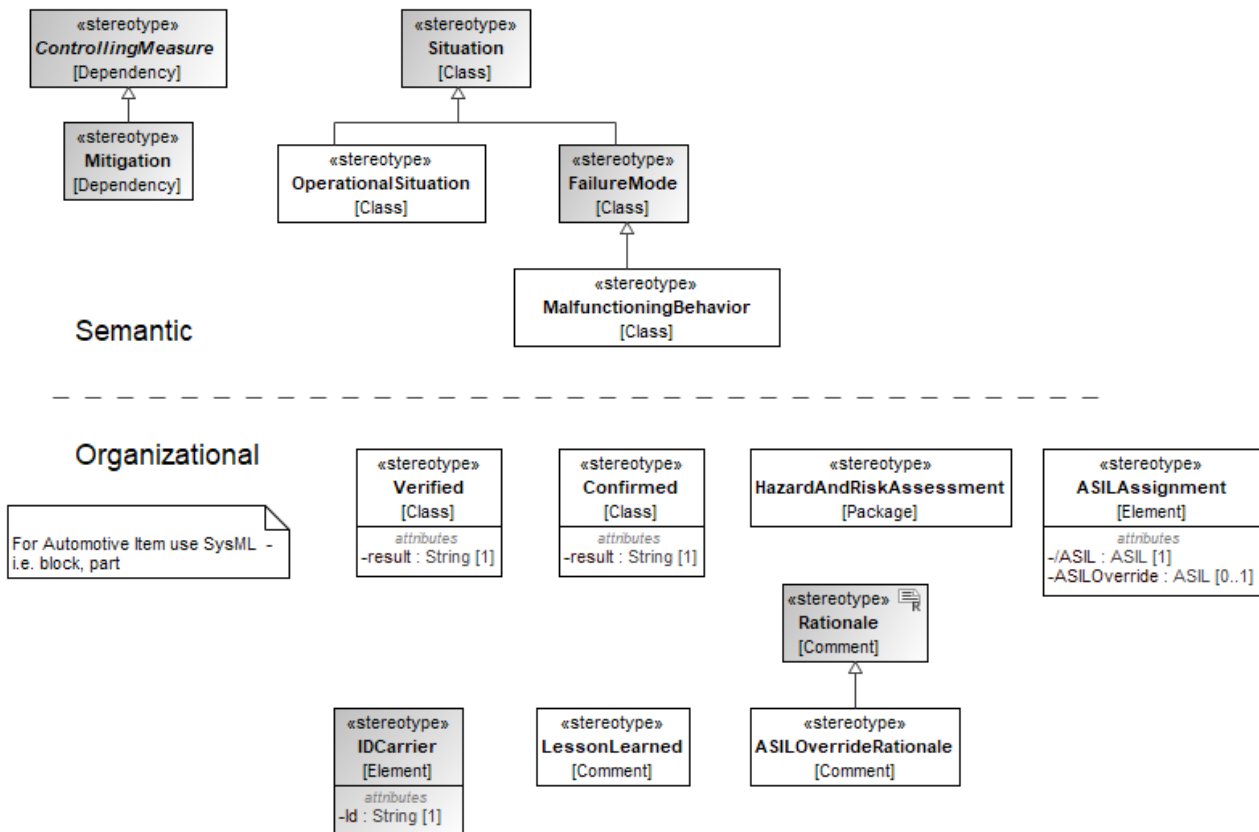 «stereotype»
ControllingMeasure
[Dependency]
«stereotype»
Situation
[Class]
«stereotype»
Mitigation
[Dependency]
«stereotype»
OperationalSituation
[Class]
«stereotype»
FailureMode
[Class]
«stereotype»
MalfunctioningBehavior
[Class]
Semantic
Organizational
For Automotive Item use SysML -
i.e. block, part
«stereotype»
Verified
[Class]
attributes
-result : String [1]
«stereotype»
Confirmed
[Class]
attributes
-result : String [1]
«stereotype»
HazardAndRiskAssessment
[Package]
«stereotype»
ASILAssignment
[Element]
attributes
-/ASIL : ASIL [1]
-ASILOverride : ASIL [0..1]
«stereotype»
R
Rationale
[Comment]
«stereotype»
IDCarrier
[Element]
attributes
-Id : String [1]
«stereotype»
LessonLearned
[Comment]
«stereotype»
ASILOverrideRationale
[Comment]